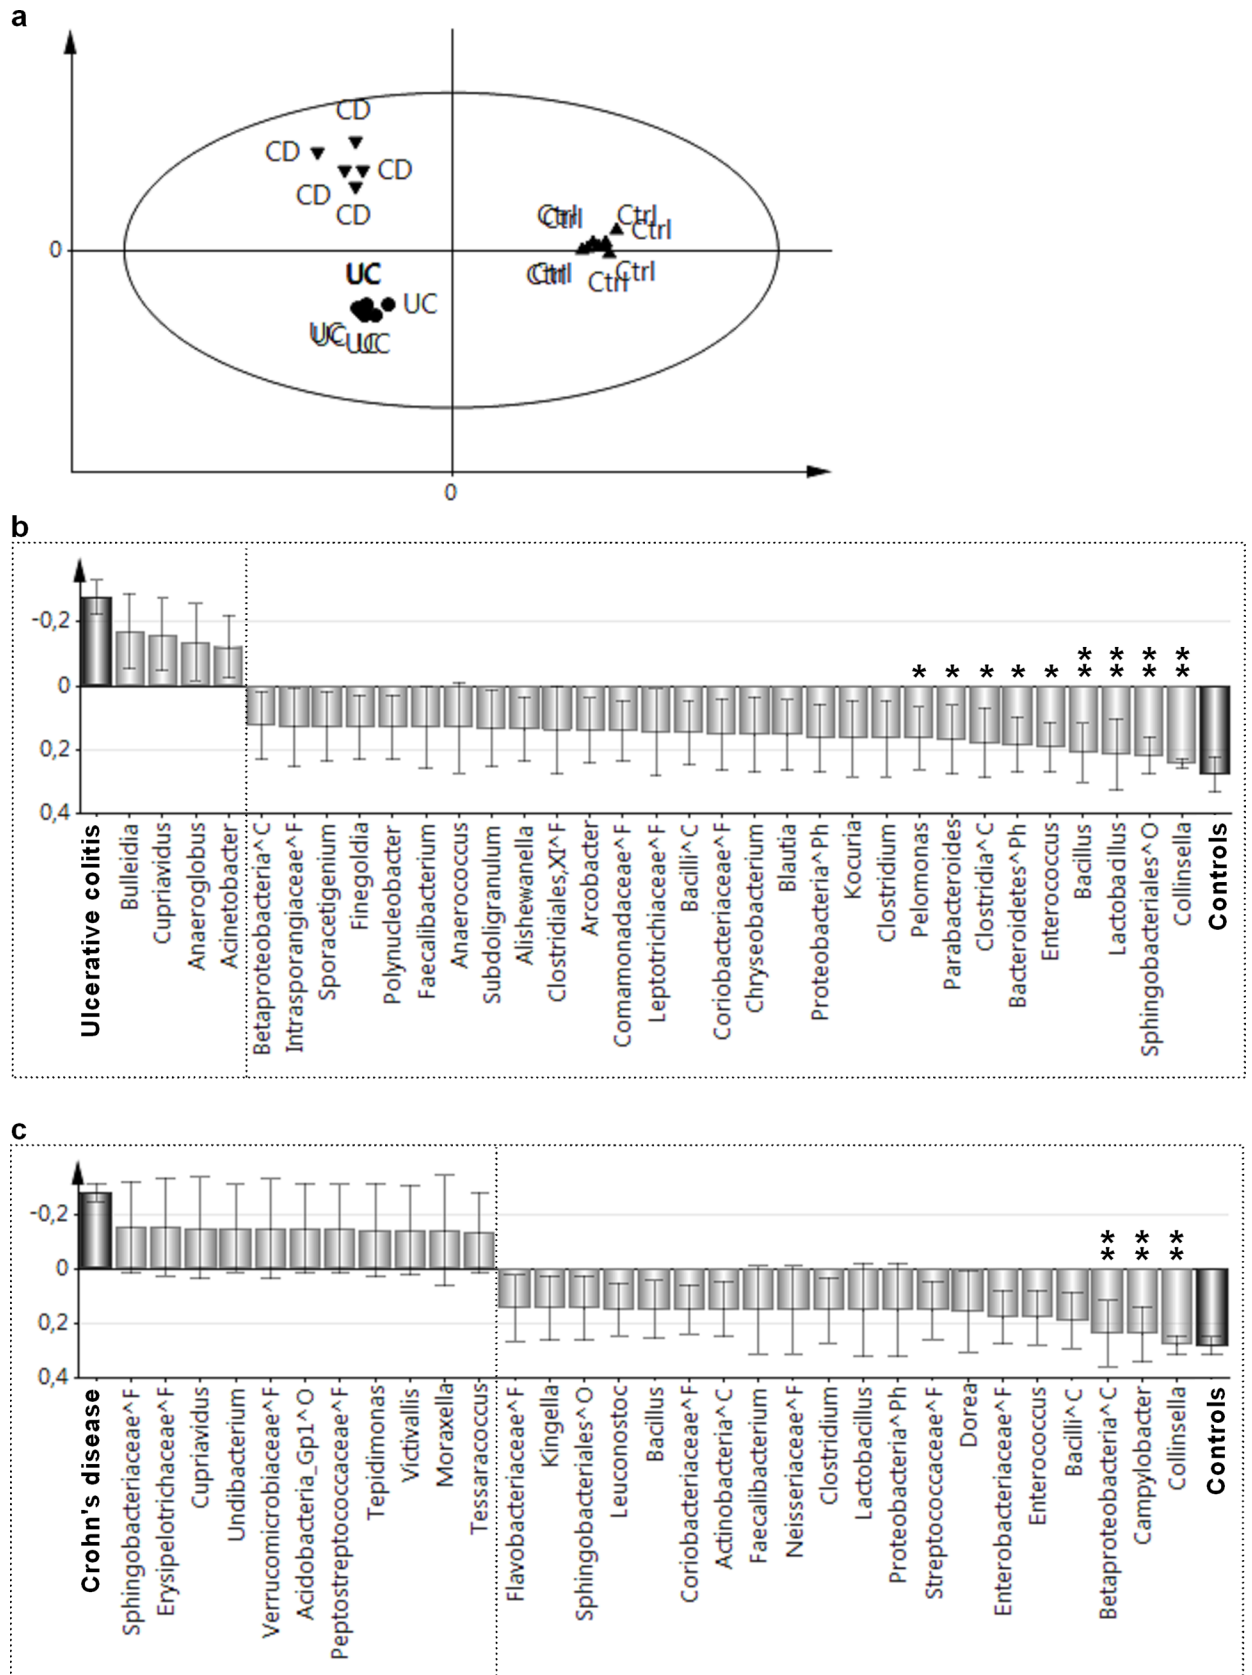 a
CD
CD
CD
CD
CD
Ctrl
Ctrl
Ctrl
Ctrl
0
UC
UC
Ctrl
Ctrl
Ctrl
Ctrl
UC
UC
UC
UC
0
b
-0,2
0
0,2
0,4
* * * * * ** ** ** **
Ulcerative colitis
Bulleidia
Cupriavidus
Anaeroglobus
Acinetobacter
Betaproteobacteria^C
Intrasporangiaceae^F
Sporacetigenium
Finegoldia
Polynucleobacter
Faecalibacterium
Anaerococcus
Subdoligranulum
Alishewanella
Clostridiales,XI^F
Arcobacter
Comamonadaceae^F
Leptotrichiaceae^F
Bacilli^C
Coriobacteriaceae^F
Chryseobacterium
Blautia
Proteobacteria^Ph
Kocuria
Clostridium
Pelomonas
Parabacteroides
Clostridia^C
Bacteroidetes^Ph
Enterococcus
Bacillus
Lactobacillus
Sphingobacteriales^O
Collinsella
Controls
c
-0,2
0
0,2
0,4
** ** **
Crohn's disease
Sphingobacteriaceae^F
Erysipelotrichaceae^F
Cupriavidus
Undibacterium
Verrucomicrobiaceae^F
Acidobacteria_Gp1^O
Peptostreptococcaceae^F
Tepidimonas
Victivallis
Moraxella
Tessaracoccus
Flavobacteriaceae^F
Kingella
Sphingobacteriales^O
Leuconostoc
Bacillus
Coriobacteriaceae^F
Actinobacteria^C
Faecalibacterium
Neisseriaceae^F
Clostridium
Lactobacillus
Proteobacteria^Ph
Streptococcaceae^F
Dorea
Enterobacteriaceae^F
Enterococcus
Bacilli^C
Betaproteobacteria^C
Campylobacter
Collinsella
Controls